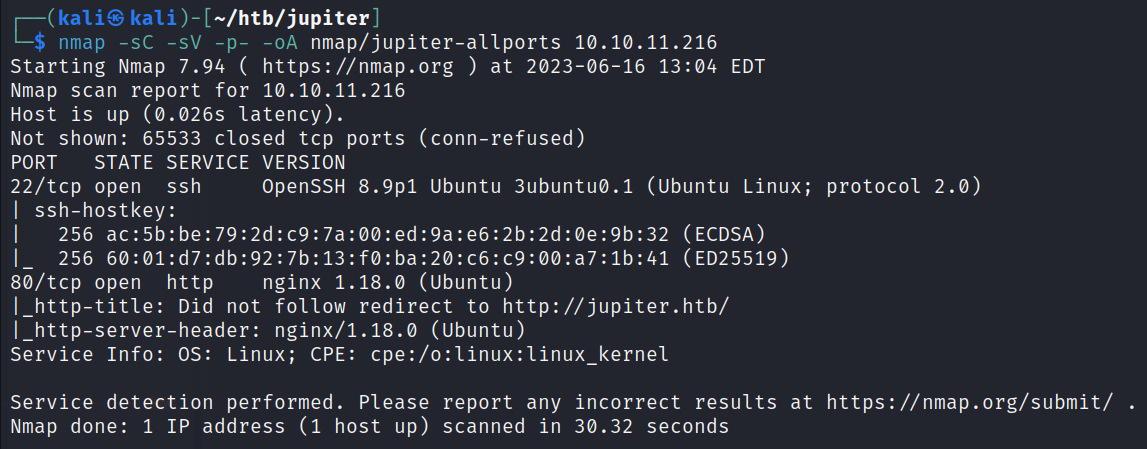 ┌──(kali㉿kali)-[~/htb/jupiter]
└─$ nmap -sC -sV -p- -oA nmap/jupiter-allports 10.10.11.216
Starting Nmap 7.94 ( https://nmap.org ) at 2023-06-16 13:04 EDT
Nmap scan report for 10.10.11.216
Host is up (0.026s latency).
Not shown: 65533 closed tcp ports (conn-refused)
PORT   STATE SERVICE VERSION
22/tcp open  ssh     OpenSSH 8.9p1 Ubuntu 3ubuntu0.1 (Ubuntu Linux; protocol 2.0)
| ssh-hostkey:
|   256 ac:5b:be:79:2d:c9:7a:00:ed:9a:e6:2b:2d:0e:9b:32 (ECDSA)
|_  256 60:01:d7:db:92:7b:13:f0:ba:20:c6:c9:00:a7:1b:41 (ED25519)
80/tcp open  http    nginx 1.18.0 (Ubuntu)
|_http-title: Did not follow redirect to http://jupiter.htb/
|_http-server-header: nginx/1.18.0 (Ubuntu)
Service Info: OS: Linux; CPE: cpe:/o:linux:linux_kernel
Service detection performed. Please report any incorrect results at https://nmap.org/submit/ .
Nmap done: 1 IP address (1 host up) scanned in 30.32 seconds